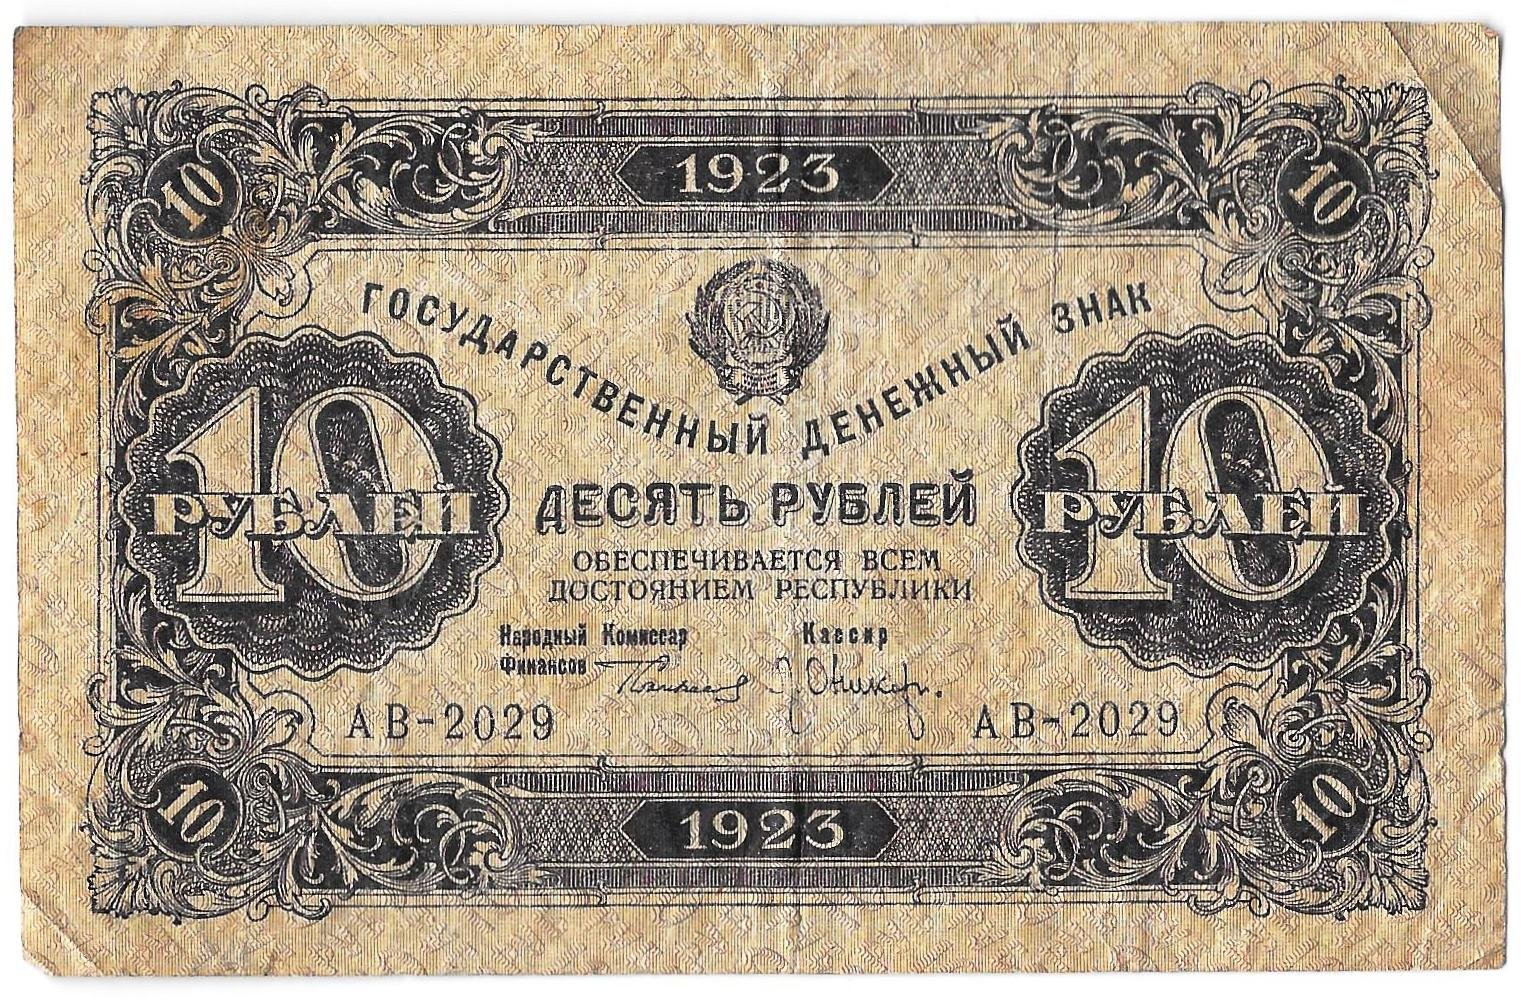 1923
10 10
ГОСУДАРСТВЕННЫЙ ДЕНЕЖНЫЙ ЗНАК
10 РУБЛЕЙ
10 РУБЛЕЙ
ДЕСЯТЬ РУБЛЕЙ
ОБЕСПЕЧИВАЕТСЯ ВСЕМ
ДОСТОЯНИЕМ РЕСПУБЛИКИ
Народный Комиссар
Финансов
Кассир
АВ-2029 АВ-2029
10 10
1923